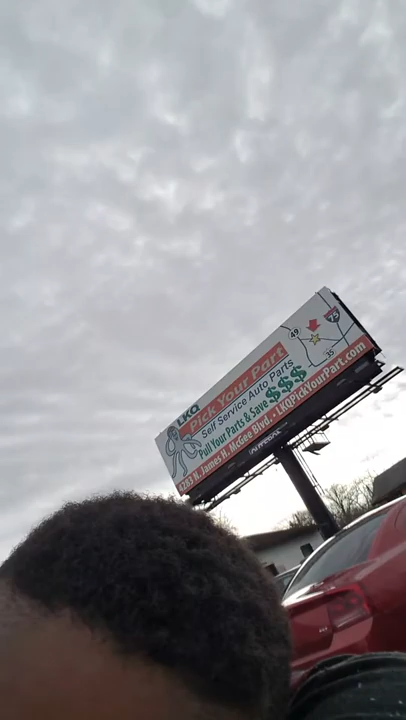 LKQ
Pick Your Part
Self Service Auto Parts
Pull Your Parts & Save $$$
4283 N. James H. McGee Blvd. • LKQPickYourPart.com
49
75
35